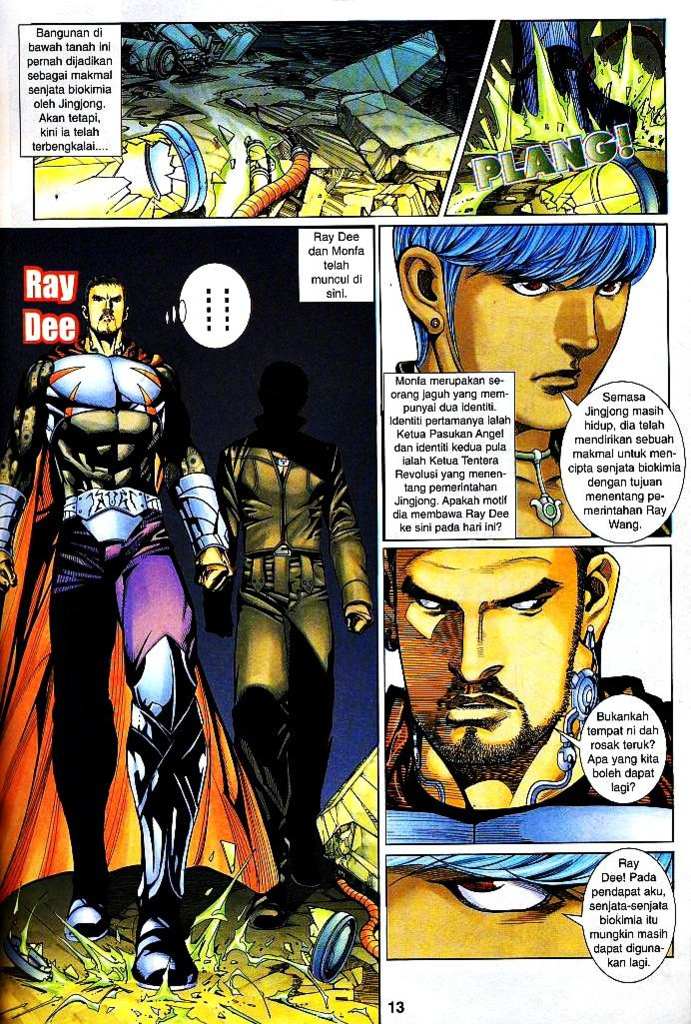 Bangunan di
bawah tanah ini
pernah dijadikan
sebagai makmal
senjata biokimia
oleh Jingjong.
Akan tetapi,
kini ia telah
terbengkalai....
PLANG!
Ray
Dee
Ray Dee
dan Monfa
telah
muncul di
sini.
Monfa merupakan se-
orang jaguh yang mem-
punyai dua Identiti.
Identiti pertamanya ialah
Ketua Pasukan Angel
dan identiti kedua pula
ialah Ketua Tentera
Revolusi yang menen-
tang pemerintahan
Jingjong. Apakah motif
dia membawa Ray Dee
ke sini pada hari ini?
Semasa
Jingjong masih
hidup, dia telah
mendirikan sebuah
makmal untuk men-
cipta senjata biokimia
dengan tujuan
menentang pe-
merintahan Ray
Wang.
Bukankah
tempat ni dah
rosak teruk?
Apa yang kita
boleh dapat
lagi?
Ray
Dee! Pada
pendapat aku,
senjata-senjata
biokimia itu
mungkin masih
dapat diguna-
kan lagi.
13